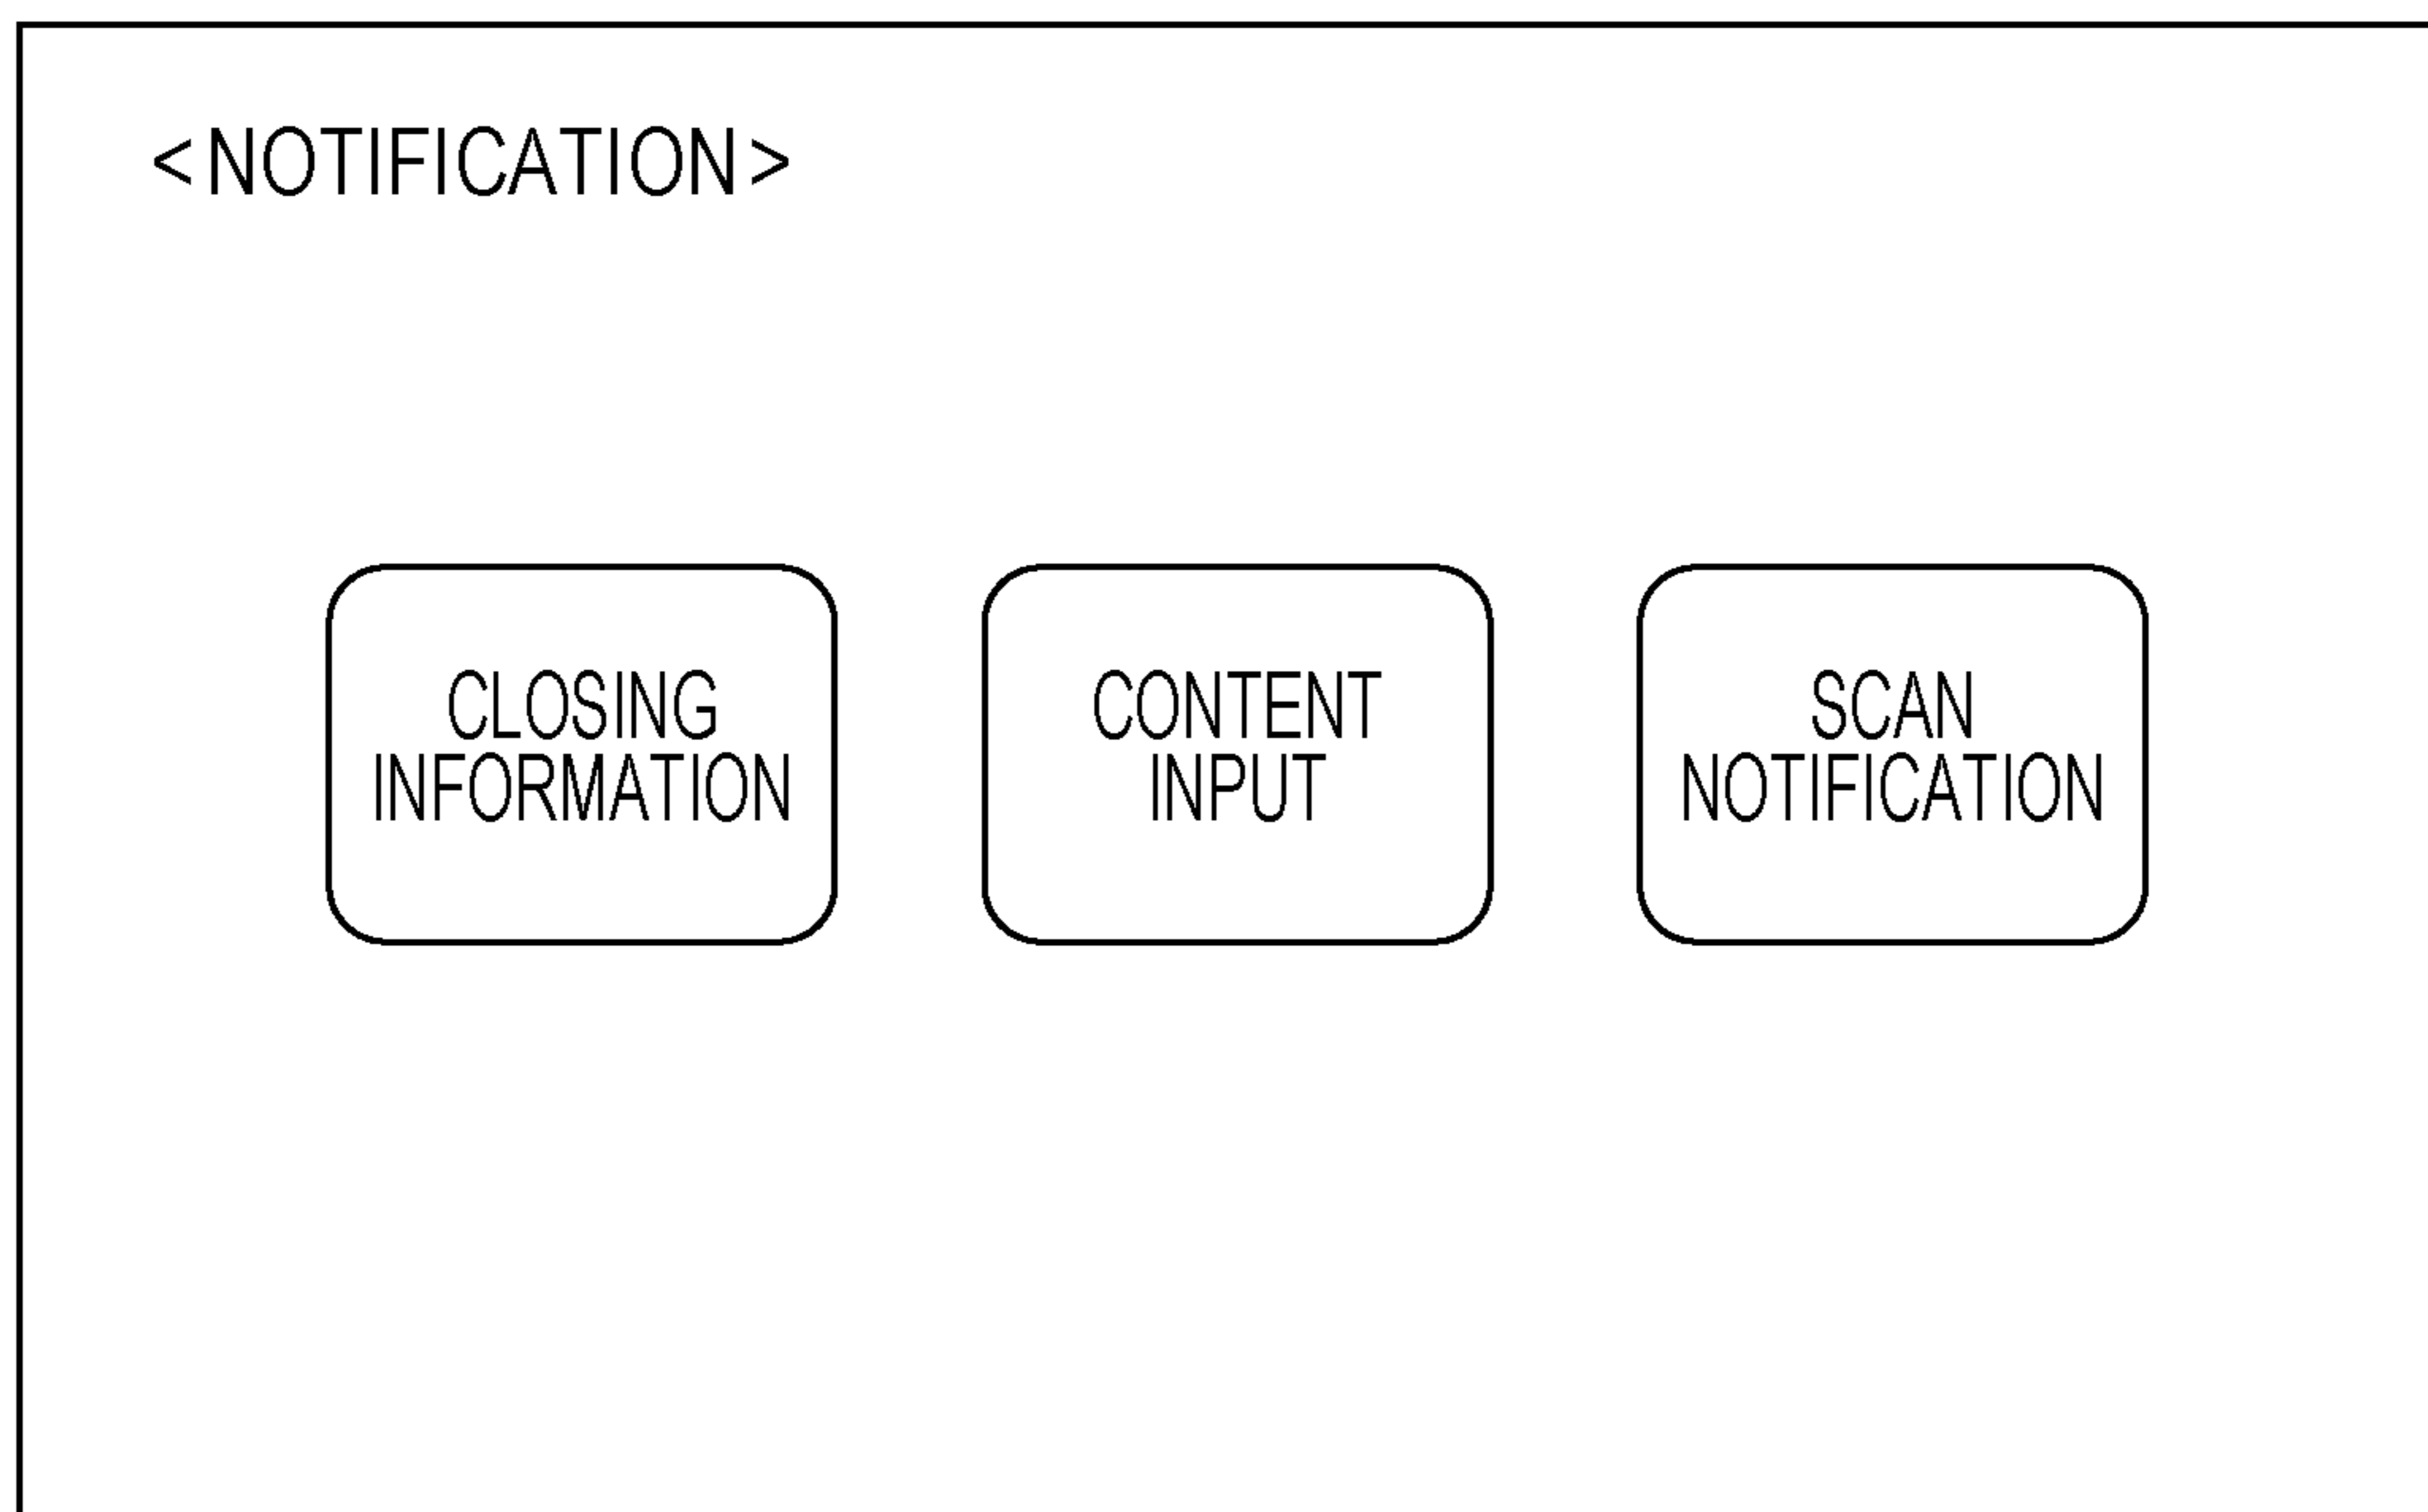 <NOTIFICATION>
CLOSING
INFORMATION
CONTENT
INPUT
SCAN
NOTIFICATION